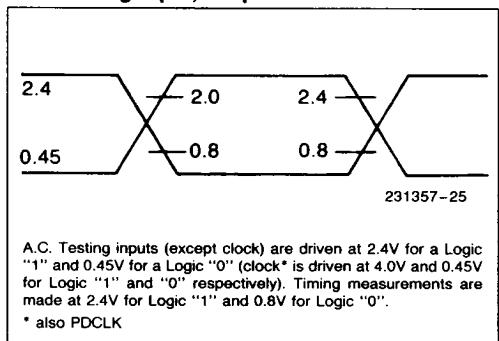 2.4
2.0
2.4
0.45
0.8
0.8
231357-25
A.C. Testing inputs (except clock) are driven at 2.4V for a Logic
"1" and 0.45V for a Logic "0" (clock* is driven at 4.0V and 0.45V
for Logic "1" and "0" respectively). Timing measurements are
made at 2.4V for Logic "1" and 0.8V for Logic "0".
* also PDCLK